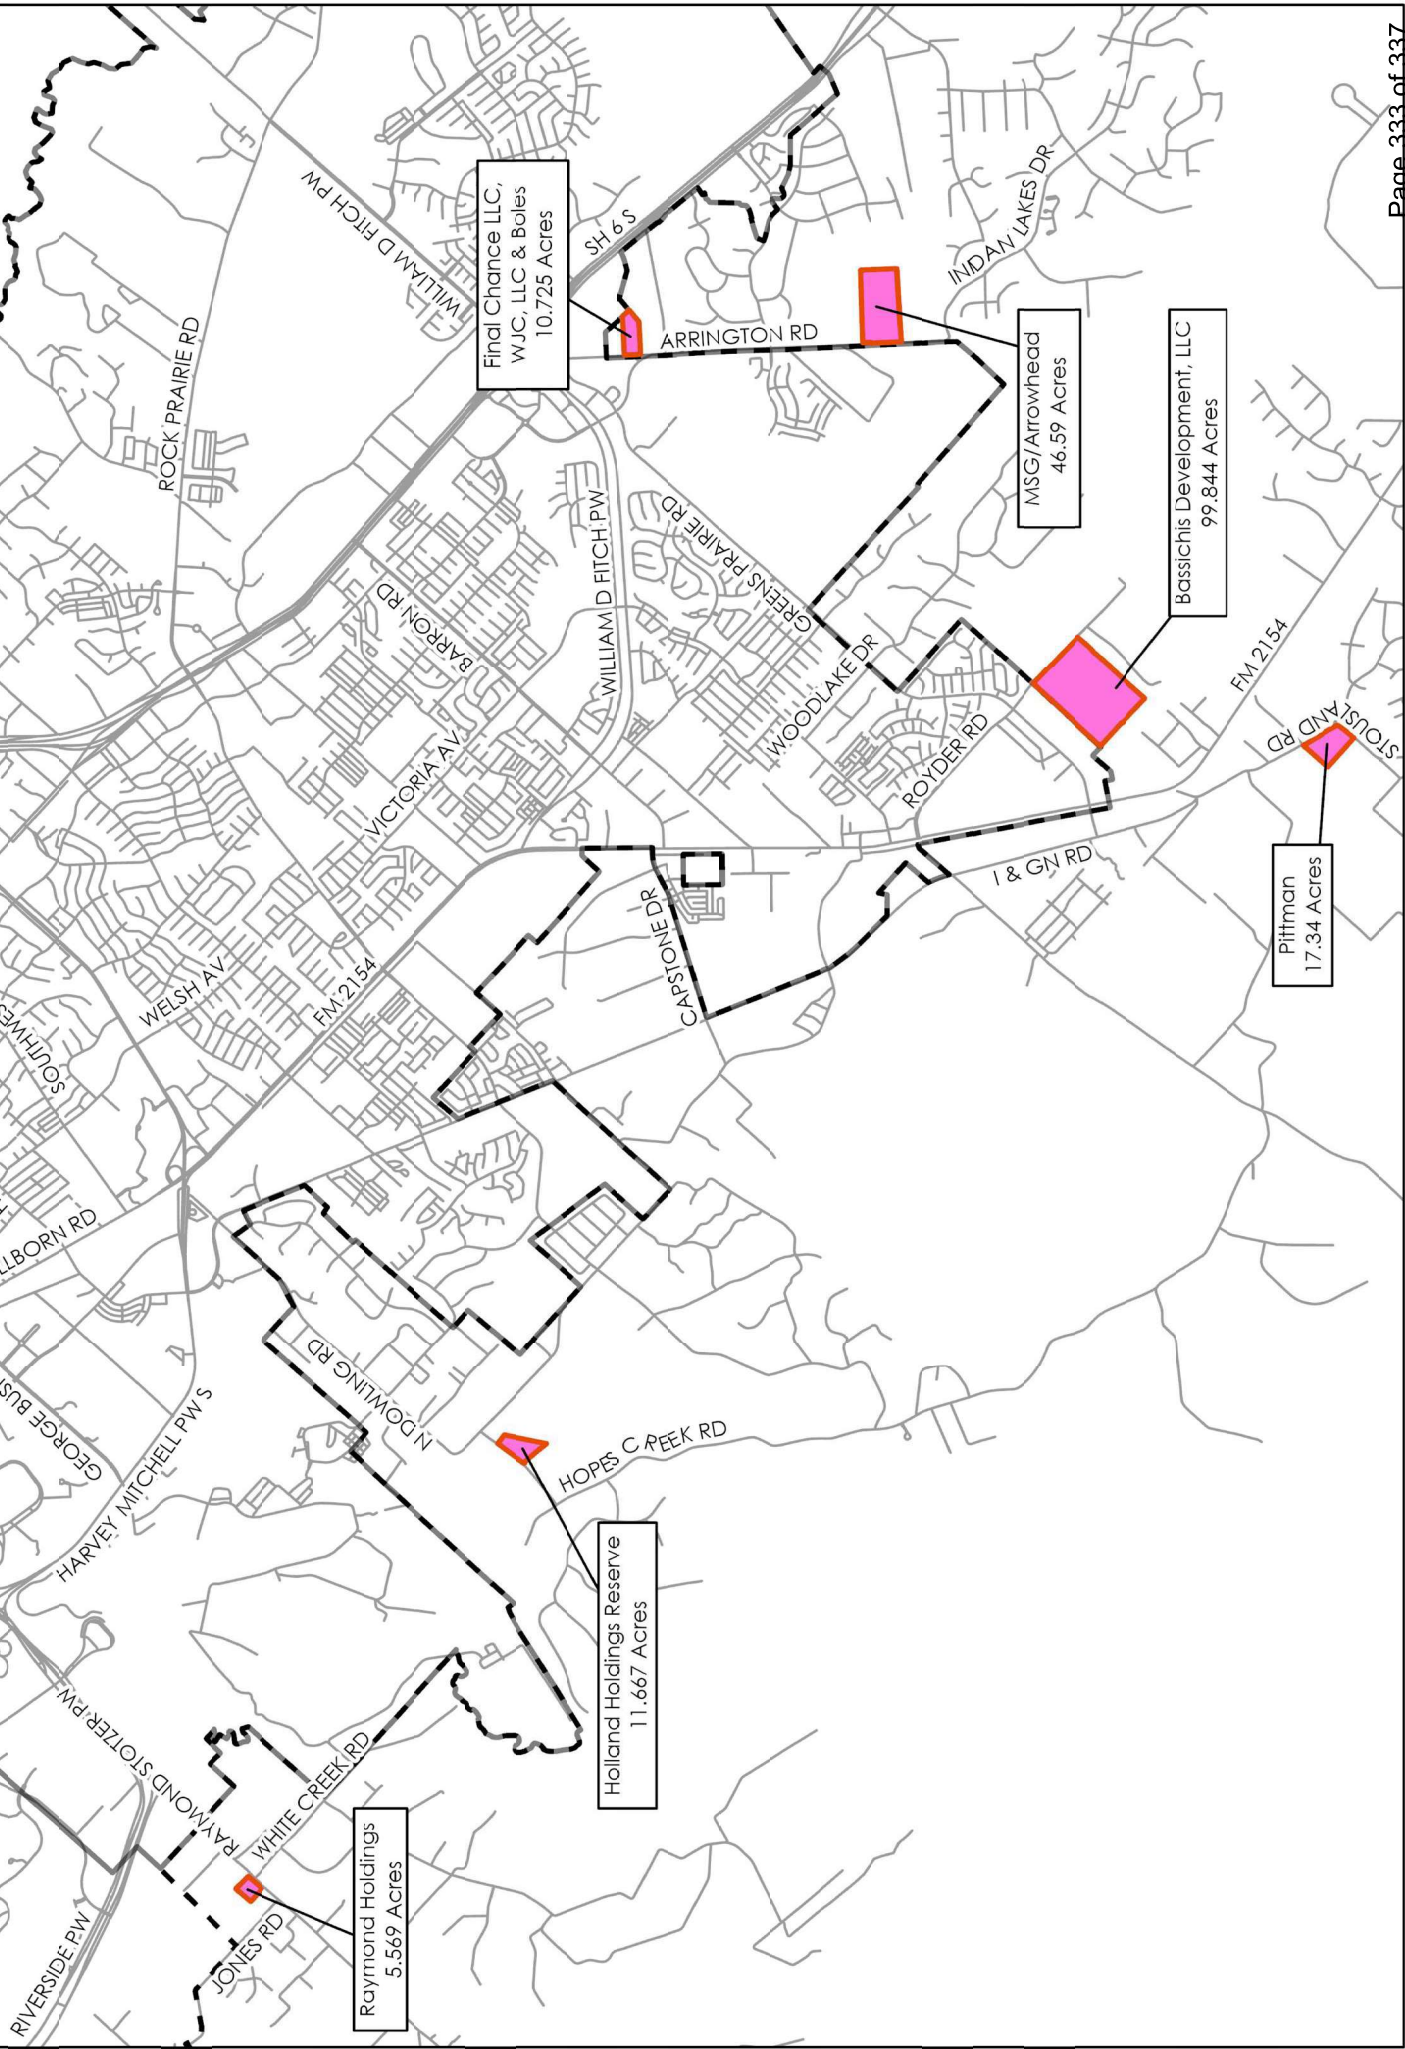 Page 333 of 337
ROCK PRAIRIE RD
WILLIAM D FITCH PW
SH 6 S
Final Chance LLC,
WJC, LLC & Boles
10.725 Acres
ARRINGTON RD
INDIAN LAKES DR
MSG/Arrowhead
46.59 Acres
Bassichis Development, LLC
99.844 Acres
BARRON RD
WILLIAM D FITCH PW
GREENS PRAIRIE RD
WOODLAKE DR
VICTORIA AV
ROYDER RD
FM 2154
STOUSLAND RD
Pittman
17.34 Acres
I & GN RD
CAPSTONE DR
WELSH AV
FM 2154
SOUTHWE
LLBORN RD
GEORGE BUS
HARVEY MITCHELL PW S
N DOWLING RD
HOPES CREEK RD
Holland Holdings Reserve
11.667 Acres
RAYMOND STOTZER PW
WHITE CREEK RD
Raymond Holdings
5.569 Acres
JONES RD
RIVERSIDE PW